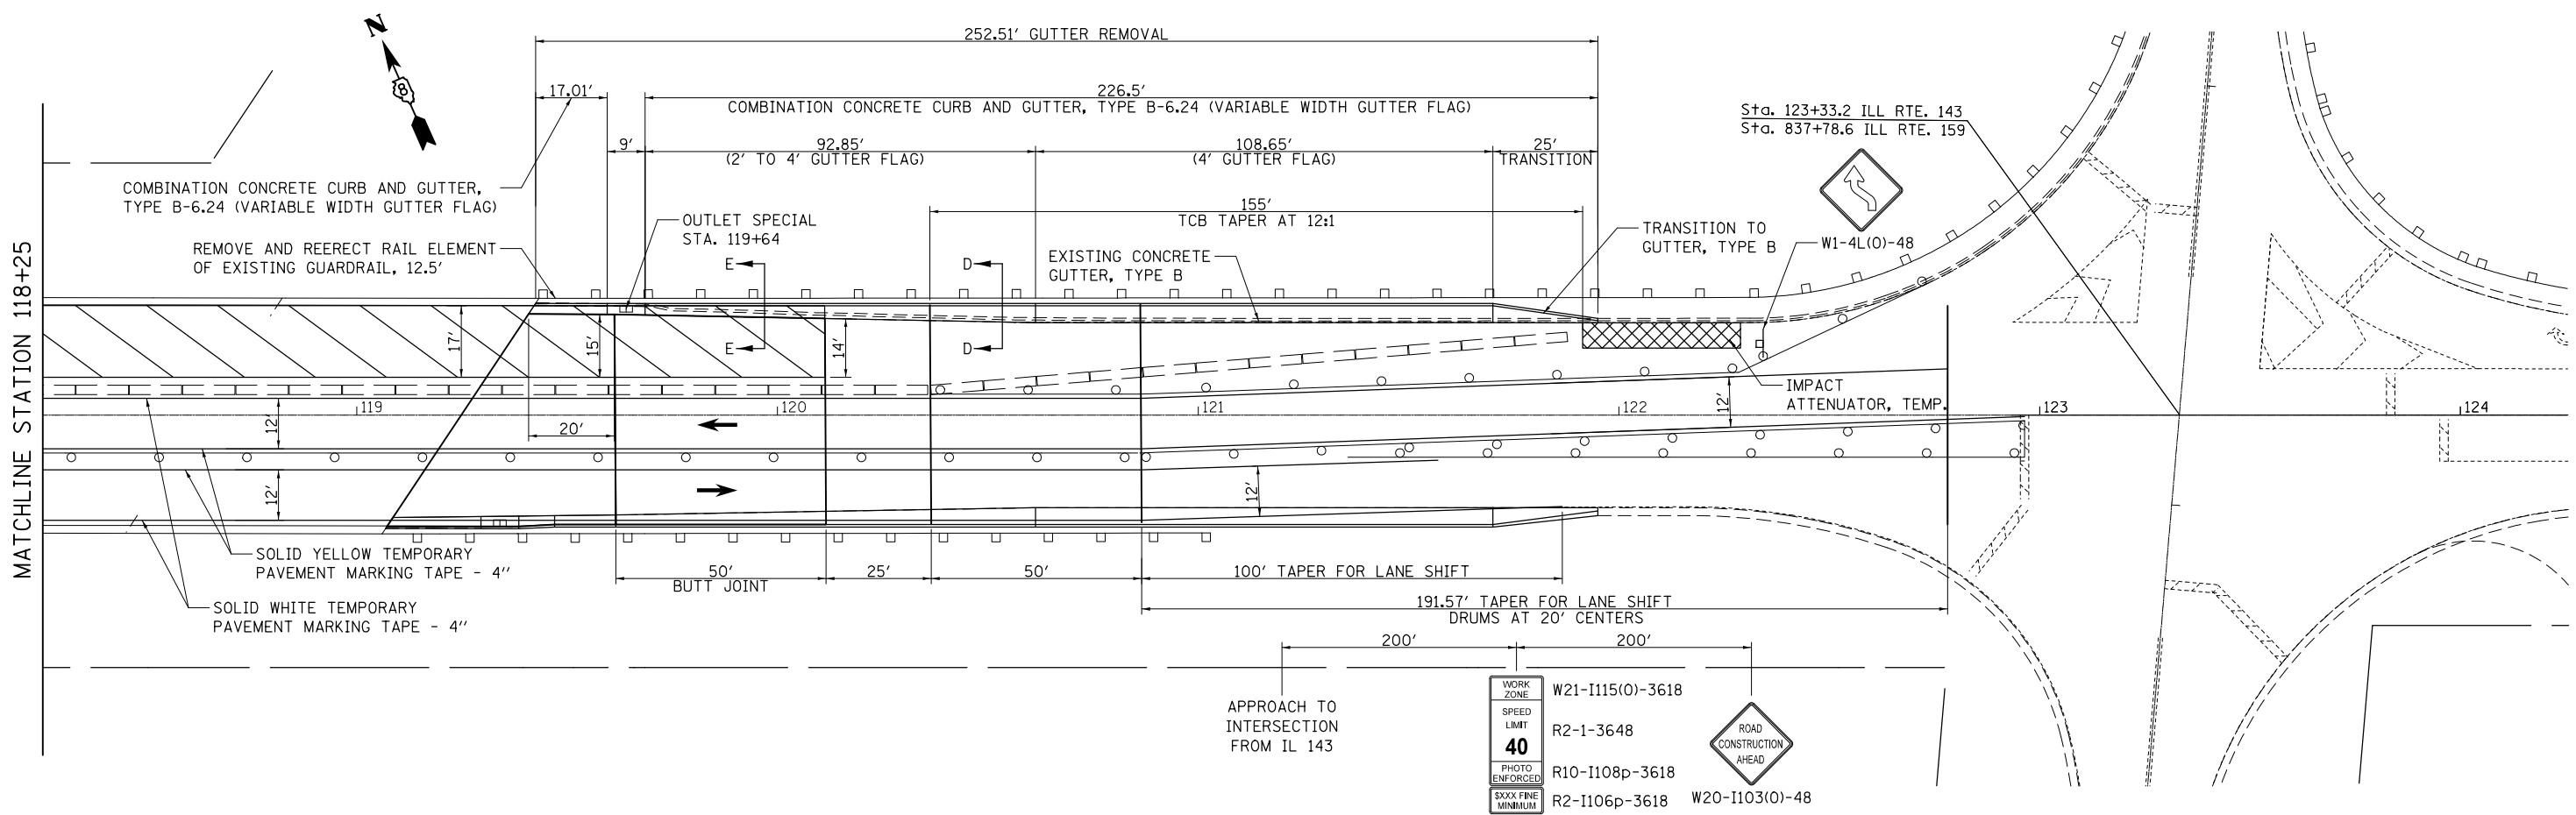 N
8
252.51' GUTTER REMOVAL
17.01'
226.5'
COMBINATION CONCRETE CURB AND GUTTER, TYPE B-6.24 (VARIABLE WIDTH GUTTER FLAG)
9'
92.85'
(2' TO 4' GUTTER FLAG)
108.65'
(4' GUTTER FLAG)
25'
TRANSITION
Sta. 123+33.2 ILL RTE. 143
Sta. 837+78.6 ILL RTE. 159
COMBINATION CONCRETE CURB AND GUTTER,
TYPE B-6.24 (VARIABLE WIDTH GUTTER FLAG)
OUTLET SPECIAL
STA. 119+64
155'
TCB TAPER AT 12:1
TRANSITION TO
GUTTER, TYPE B
W1-4L(O)-48
REMOVE AND REERECT RAIL ELEMENT
OF EXISTING GUARDRAIL, 12.5'
EXISTING CONCRETE
GUTTER, TYPE B
E
D
E
D
MATCHLINE STATION 118+25
17'
15'
14'
IMPACT
ATTENUATOR, TEMP.
119
120
121
122
123
124
12'
12'
20'
12'
12'
SOLID YELLOW TEMPORARY
PAVEMENT MARKING TAPE - 4"
SOLID WHITE TEMPORARY
PAVEMENT MARKING TAPE - 4"
50'
BUTT JOINT
25'
50'
100' TAPER FOR LANE SHIFT
191.57' TAPER FOR LANE SHIFT
DRUMS AT 20' CENTERS
200'
200'
APPROACH TO
INTERSECTION
FROM IL 143
WORK
ZONE
W21-I115(O)-3618
SPEED
LIMIT
40
R2-1-3648
PHOTO
ENFORCED
R10-I108p-3618
$XXX FINE
MINIMUM
R2-I106p-3618
ROAD
CONSTRUCTION
AHEAD
W20-I103(O)-48